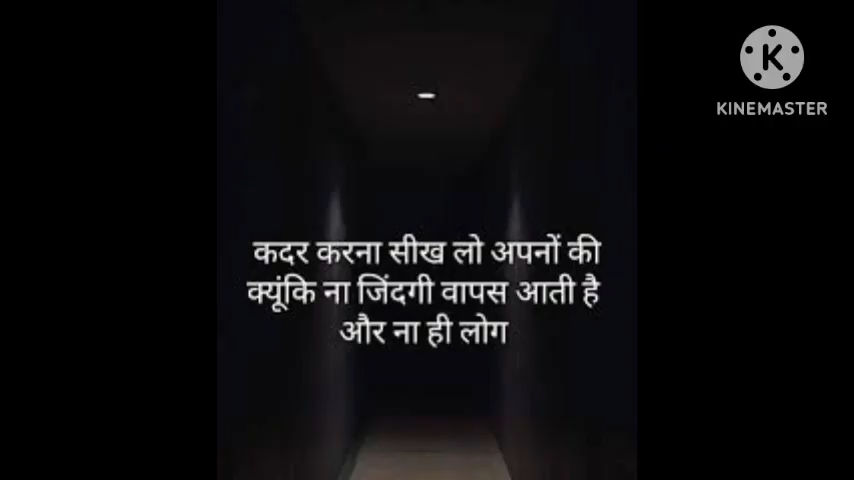 KINEMASTER
कदर करना सीख लो अपनों की
क्यूंकि ना जिंदगी वापस आती है
और ना ही लोग